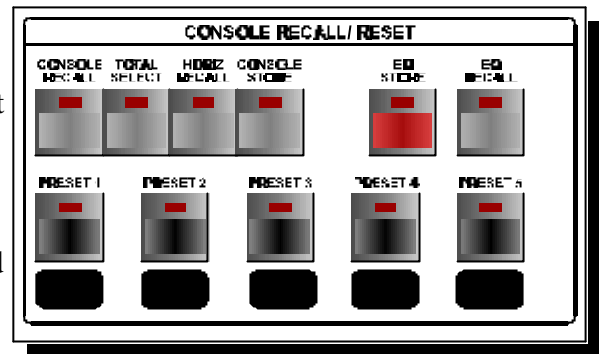 CONSOLE RECALL/ RESET
CONSOLE RECALL
TOTAL SELECT
HORIZ RECALL
CONSOLE STORE
EQ STORE
EQ RECALL
PRESET 1
PRESET 2
PRESET 3
PRESET 4
PRESET 5